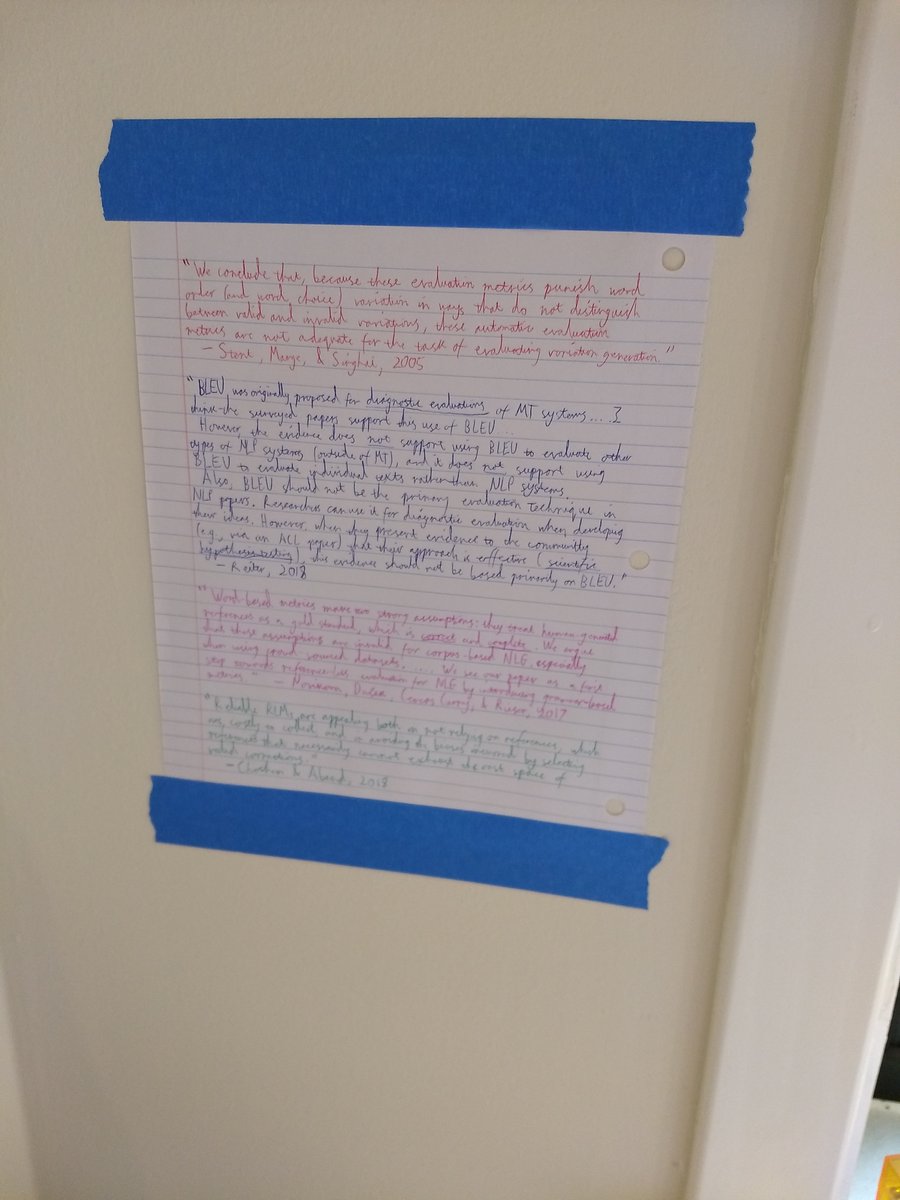 "We conclude that, because these evaluation metrics punish word
order (and word choice) variation in ways that do not distinguish
between valid and invalid variations, these automatic evaluation
metrics are not adequate for the task of evaluating variation generation."
- Stent, Marge, & Singhai, 2005
"BLEU was originally proposed for diagnostic evaluations of MT systems.... I
think the surveyed papers support this use of BLEU...
However, the evidence does not support using BLEU to evaluate other
types of NLP systems (outside of MT), and it does not support using
BLEU to evaluate individual texts rather than NLP systems.
Also, BLEU should not be the primary evaluation technique in
NLP papers. Researchers can use it for diagnostic evaluation when developing
their ideas. However, when they present evidence to the community
(e.g., via an ACL paper) that their approach is effective (scientific
hypothesis testing), this evidence should not be based primarily on BLEU."
- Reiter, 2018
"Word-based metrics make two strong assumptions: they treat human-generated
references as a gold standard, which is correct and complete. We argue
that these assumptions are invalid for corpus-based NLG, especially
when using crowd sourced datasets. .... We see our paper as a first
step towards reference-less evaluation for NLG by introducing grammar-based
metrics." - Novikova, Dušek, Curry, & Rieser, 2017
"Reliable RLMs are appealing both in not relying on references, which
are costly to collect, and in avoiding the biases incurred by selecting
references that necessarily cannot exhaust the vast space of
valid corrections."
- Choshen & Abend, 2018